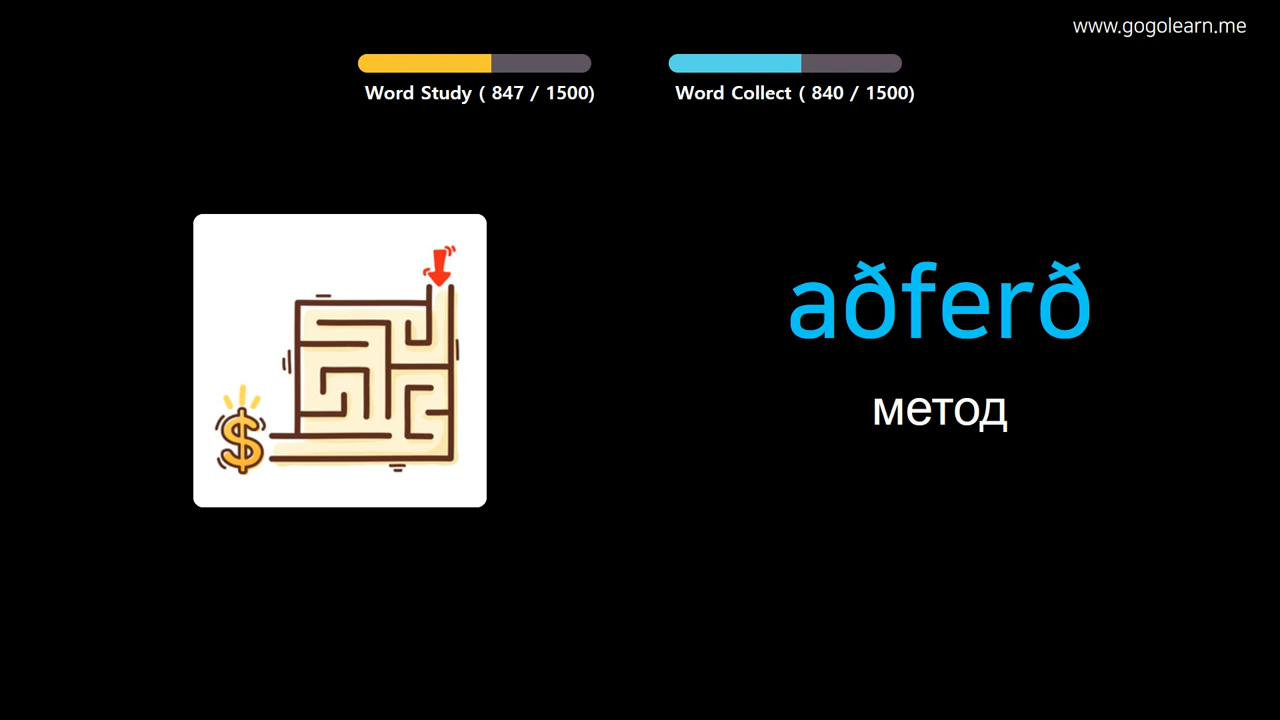 www.gogolearn.me
Word Study ( 847 / 1500)
Word Collect ( 840 / 1500)
aðferð
метод
$